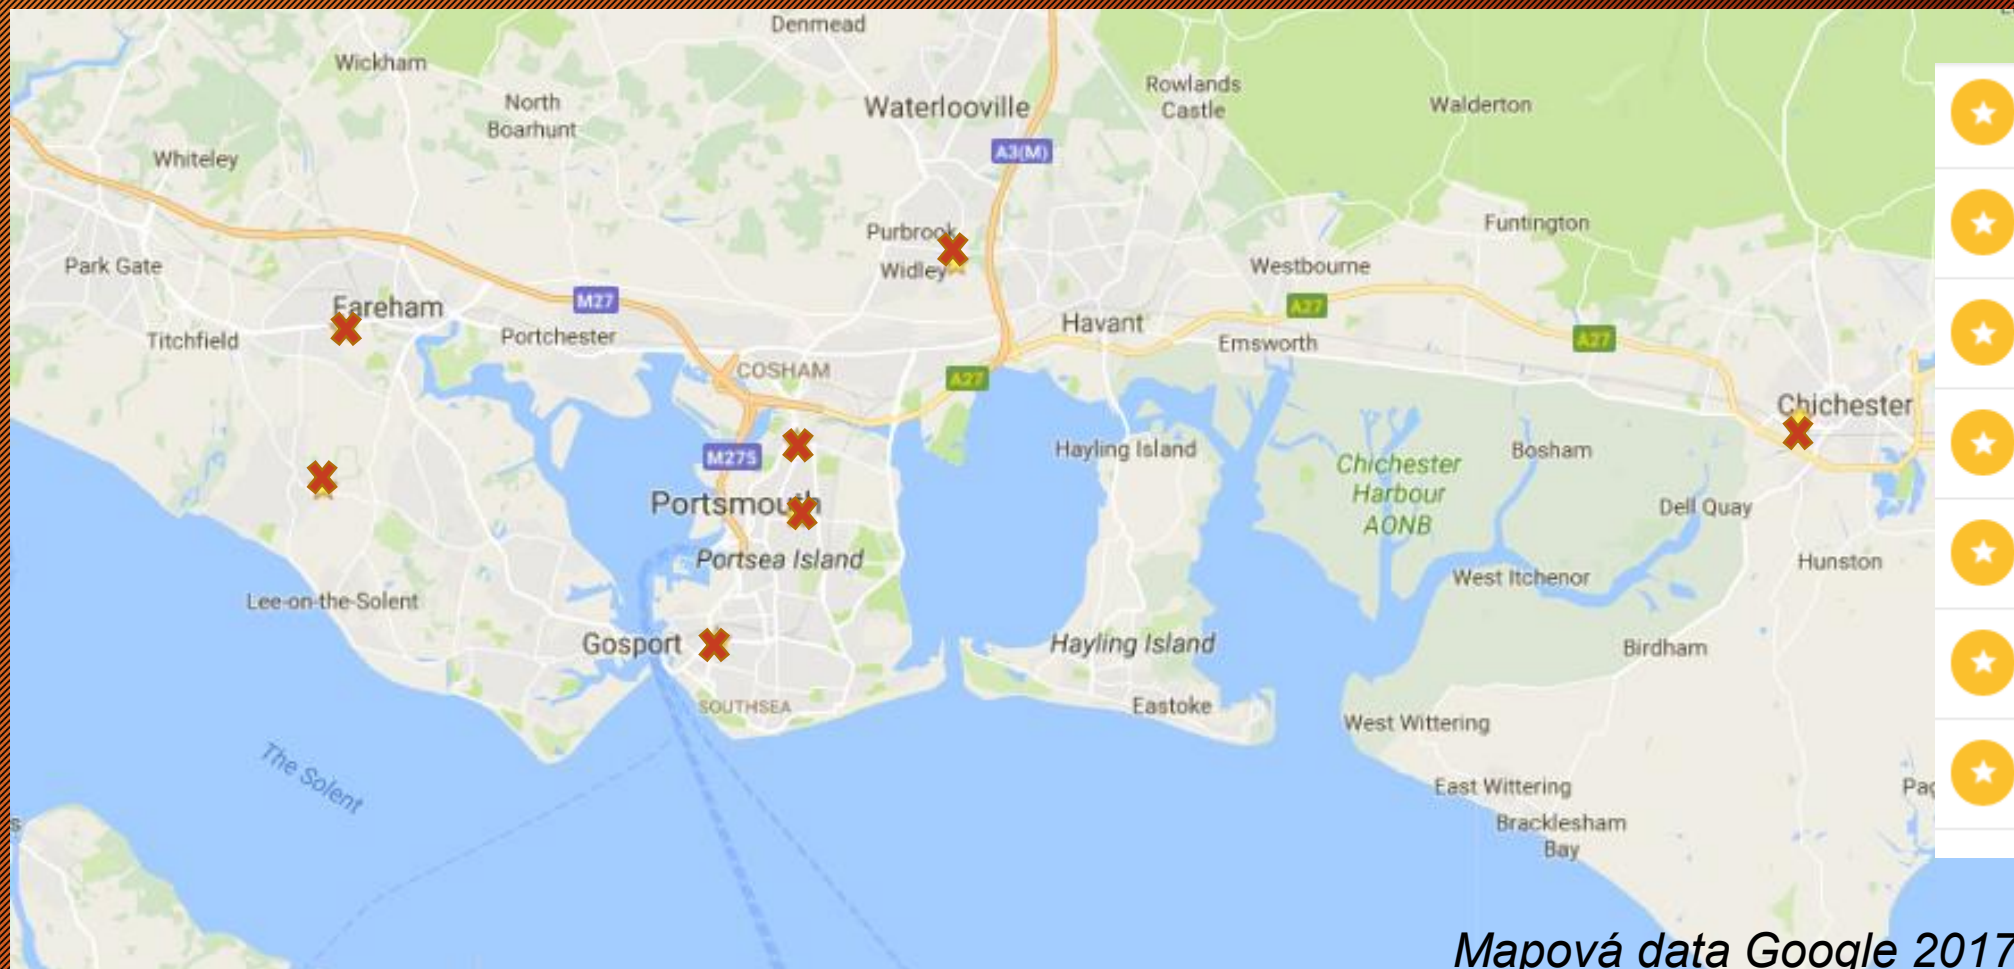 Denmead
Wickham
Rowlands
Castle
North
Boarhunt
Waterlooville
Walderton
A3(M)
Whiteley
Funtington
Purbrook
Widley
Park Gate
Westbourne
Fareham
M27
A27
Titchfield
Portchester
Havant
Emsworth
A27
COSHAM
A27
Chichester
M275
Hayling Island
Chichester
Harbour
AONB
Bosham
Portsmouth
Dell Quay
Portsea Island
Hunston
West Itchenor
Lee-on-the-Solent
Gosport
Hayling Island
Birdham
SOUTHSEA
Eastoke
West Wittering
The Solent
East Wittering
Bracklesham
Bay
Mapová data Google 2017